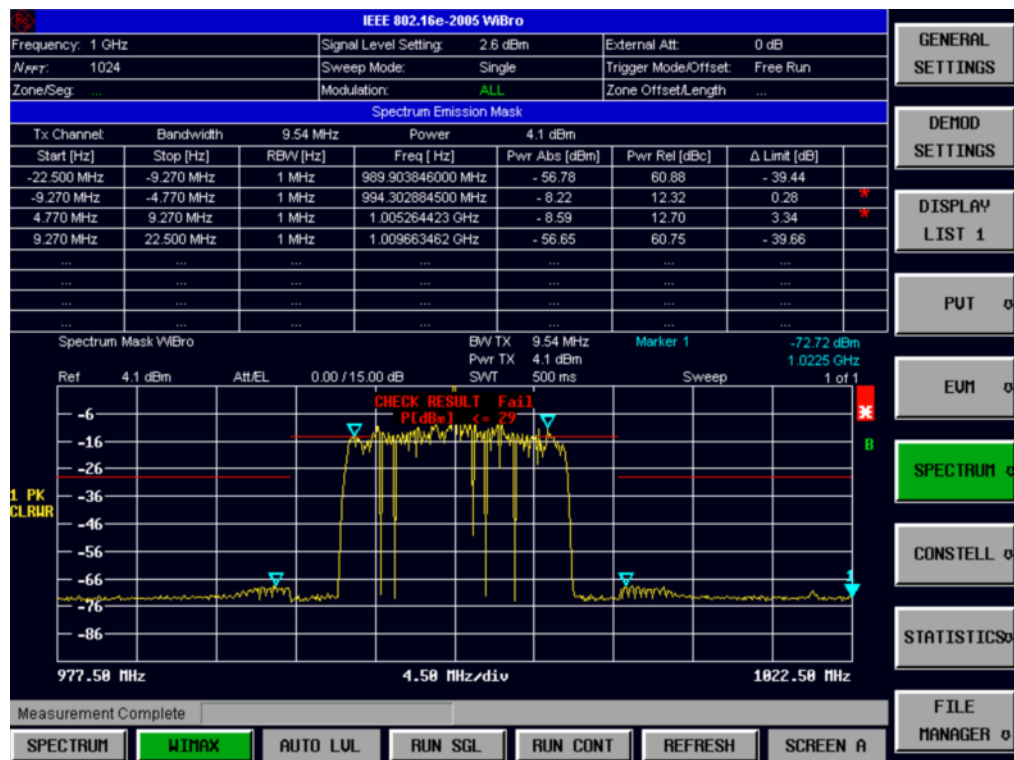 IEEE 802.16e-2005 WiBro
GENERAL SETTINGS
Frequency: 1 GHz Signal Level Setting: 2.6 dBm External Att: 0 dB
NFFT: 1024 Sweep Mode: Single Trigger Mode/Offset: Free Run
Zone/Seg: ... Modulation: ALL Zone Offset/Length ...
Spectrum Emission Mask
DEMOD SETTINGS
Tx Channel: Bandwidth 9.54 MHz Power 4.1 dBm
Start [Hz] Stop [Hz] RBW [Hz] Freq [ Hz] Pwr Abs [dBm] Pwr Rel [dBc] Δ Limit [dB]
-22.500 MHz -9.270 MHz 1 MHz 989.903846000 MHz - 56.78 60.88 - 39.44
-9.270 MHz -4.770 MHz 1 MHz 994.302884500 MHz - 8.22 12.32 0.28 *
4.770 MHz 9.270 MHz 1 MHz 1.005264423 GHz - 8.59 12.70 3.34 *
9.270 MHz 22.500 MHz 1 MHz 1.009663462 GHz - 56.65 60.75 - 39.66
... ... ... ... ... ... ...
... ... ... ... ... ... ...
... ... ... ... ... ... ...
... ... ... ... ... ... ...
DISPLAY LIST 1
PVT
Spectrum Mask WiBro BW TX 9.54 MHz Marker 1 -72.72 dBm
Pwr TX 4.1 dBm 1.0225 GHz
Ref 4.1 dBm Att/EL 0.00 / 15.00 dB SWT 500 ms Sweep 1 of 1
CHECK RESULT Fail
P[dBm] <= 29
EVM
-6
-16
B
-26
SPECTRUM
1 PK
CLRWR
-36
-46
-56
CONSTELL
-66
1
-76
-86
STATISTICS
977.50 MHz 4.50 MHz/div 1022.50 MHz
Measurement Complete
FILE MANAGER
SPECTRUM WIMAX AUTO LVL RUN SGL RUN CONT REFRESH SCREEN A